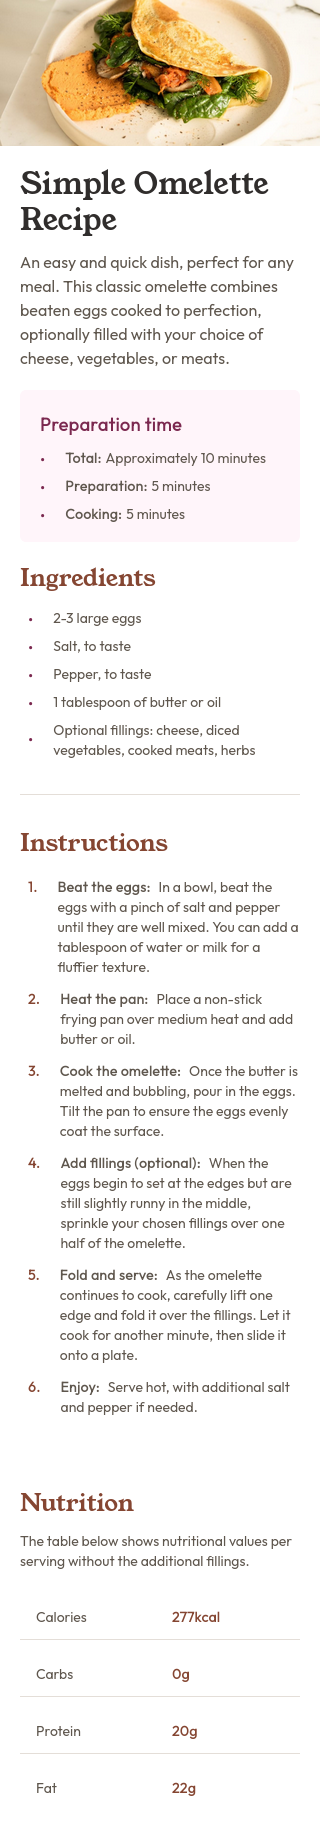 Simple Omelette
Recipe
An easy and quick dish, perfect for any
meal. This classic omelette combines
beaten eggs cooked to perfection,
optionally filled with your choice of
cheese, vegetables, or meats.
Preparation time
• Total: Approximately 10 minutes
• Preparation: 5 minutes
• Cooking: 5 minutes
Ingredients
• 2-3 large eggs
• Salt, to taste
• Pepper, to taste
• 1 tablespoon of butter or oil
• Optional fillings: cheese, diced
vegetables, cooked meats, herbs
Instructions
1. Beat the eggs: In a bowl, beat the
eggs with a pinch of salt and pepper
until they are well mixed. You can add a
tablespoon of water or milk for a
fluffier texture.
2. Heat the pan: Place a non-stick
frying pan over medium heat and add
butter or oil.
3. Cook the omelette: Once the butter is
melted and bubbling, pour in the eggs.
Tilt the pan to ensure the eggs evenly
coat the surface.
4. Add fillings (optional): When the
eggs begin to set at the edges but are
still slightly runny in the middle,
sprinkle your chosen fillings over one
half of the omelette.
5. Fold and serve: As the omelette
continues to cook, carefully lift one
edge and fold it over the fillings. Let it
cook for another minute, then slide it
onto a plate.
6. Enjoy: Serve hot, with additional salt
and pepper if needed.
Nutrition
The table below shows nutritional values per
serving without the additional fillings.
Calories 277kcal
Carbs 0g
Protein 20g
Fat 22g